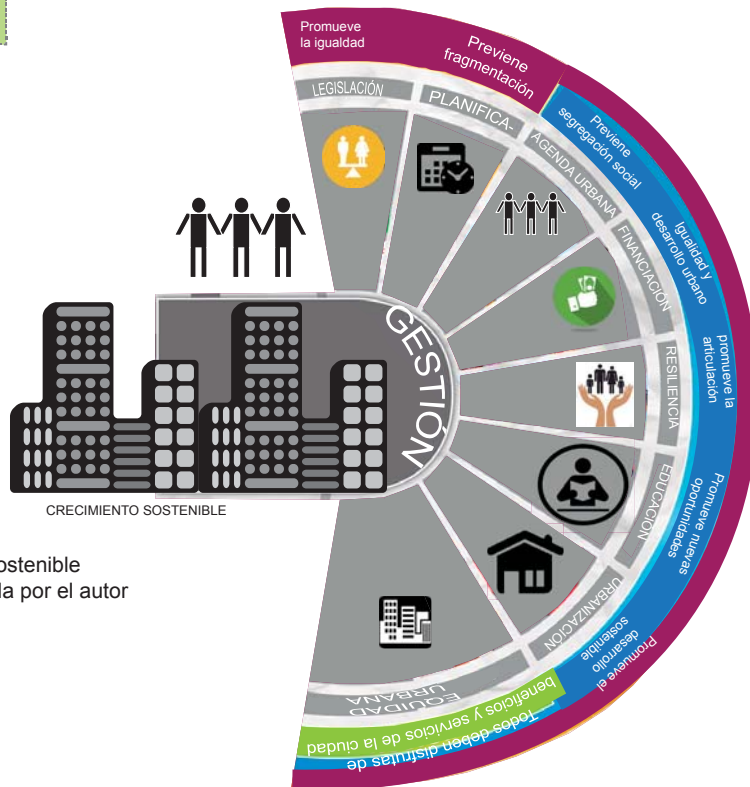 Promueve
la igualdad
Previene
fragmentación
Previene
segregación social
Igualdad y
desarrollo urbano
promueve la
articulación
Promueve nuevas
oportunidades
Promueve el
desarrollo
sostenible
Todos deben disfrutas de
beneficios y servicios de la ciudad
LEGISLACIÓN
PLANIFICA-
AGENDA URBANA
FINANCIACIÓN
RESILIENCIA
EDUCACIÓN
URBANIZACIÓN
EQUIDAD
URBANA
GESTIÓN
CRECIMIENTO SOSTENIBLE
ostenible
por el autor